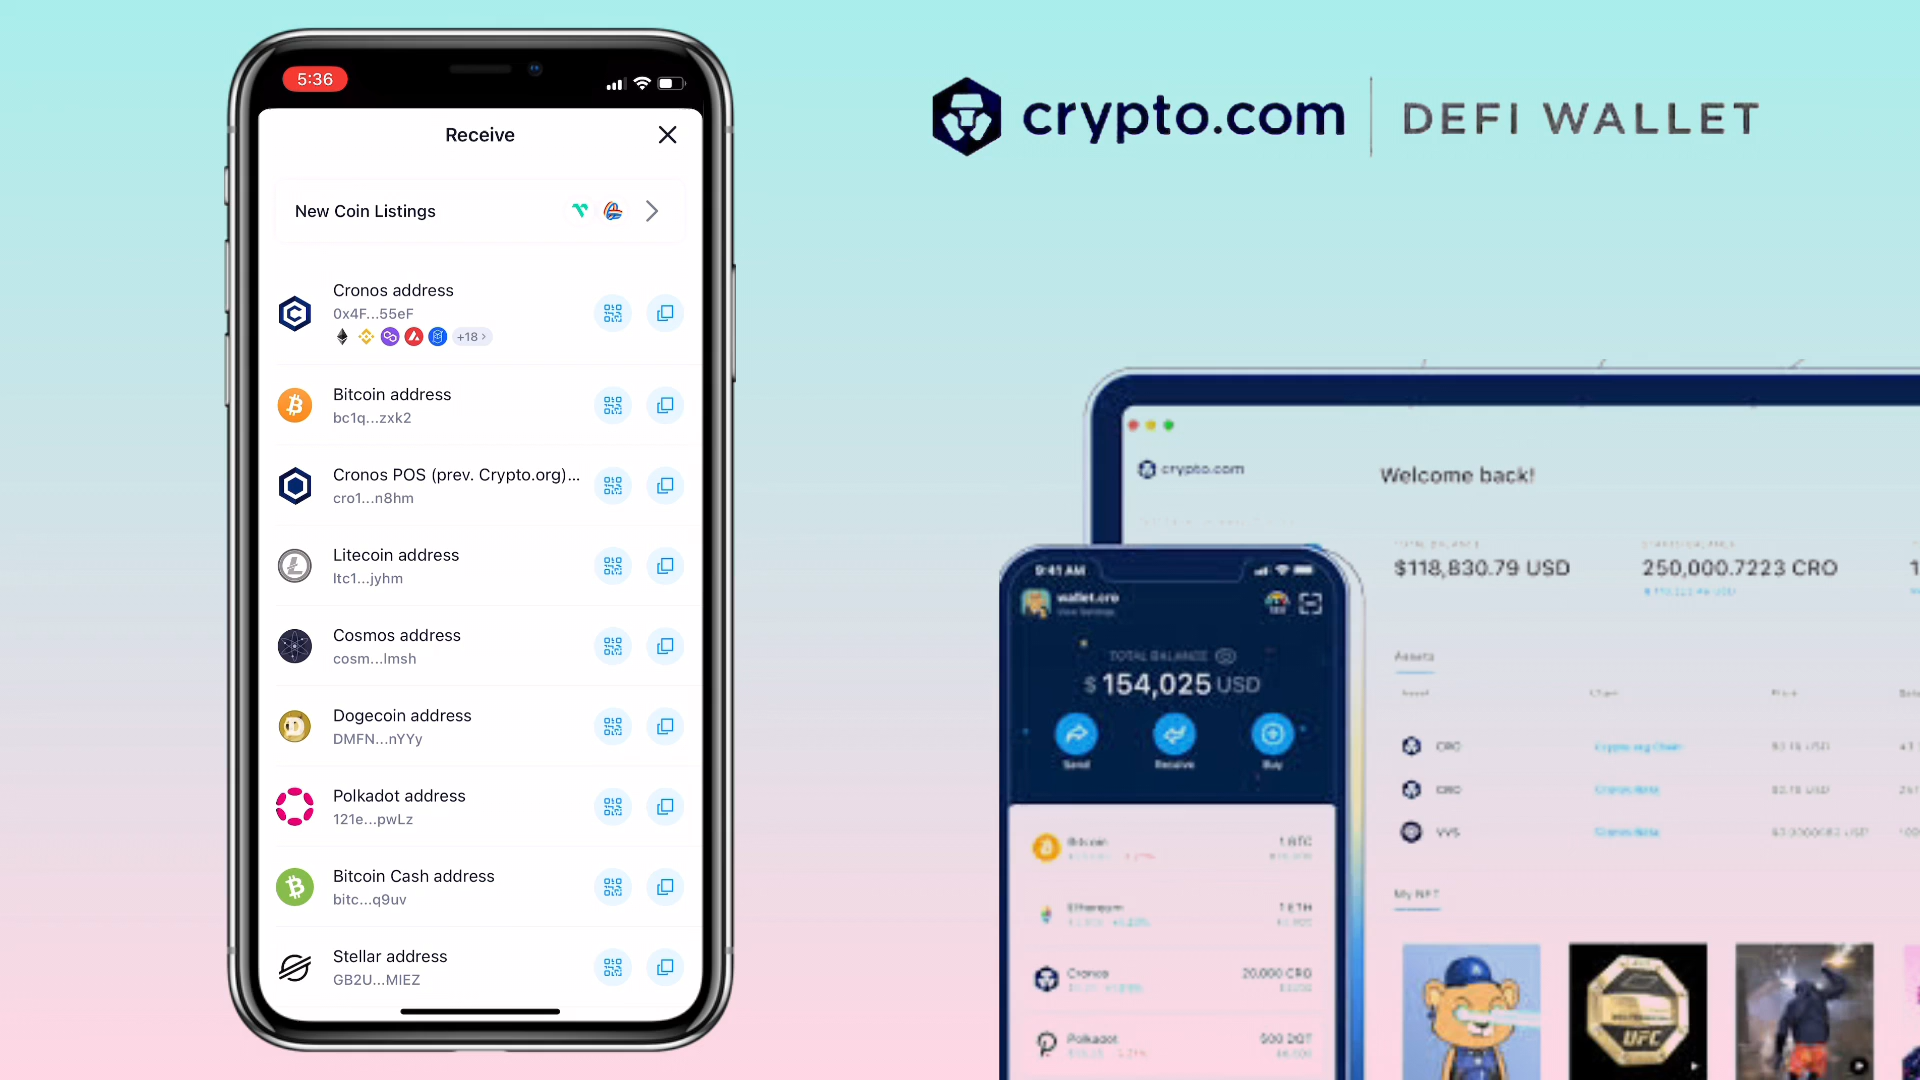 5:36
Receive
New Coin Listings
Cronos address
0x4F...55eF
+18 >
Bitcoin address
bc1q...zxk2
Cronos POS (prev. Crypto.org)...
cro1...n8hm
Litecoin address
ltc1...jyhm
Cosmos address
cosm...lmsh
Dogecoin address
DMFN...nYYy
Polkadot address
121e...pwLz
Bitcoin Cash address
bitc...q9uv
Stellar address
GB2U...MIEZ
crypto.com | DEFI WALLET
crypto.com
Welcome back!
$118,830.79 USD
250,000.7223 CRO
Assets
CRO
CRO
VVS
My NFT
UFC
9:41 AM
wallet.cro
TOTAL BALANCE
$ 154,025 USD
Send
Receive
Buy
Bitcoin
1 BTC
Ethereum
1 ETH
Cronos
20,000 CRO
Polkadot
500 DOT